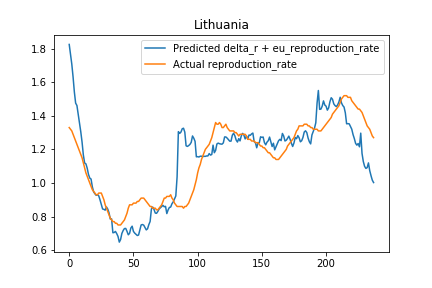 Lithuania
Predicted delta_r + eu_reproduction_rate
Actual reproduction_rate
1.8
1.6
1.4
1.2
1.0
0.8
0.6
0 50 100 150 200